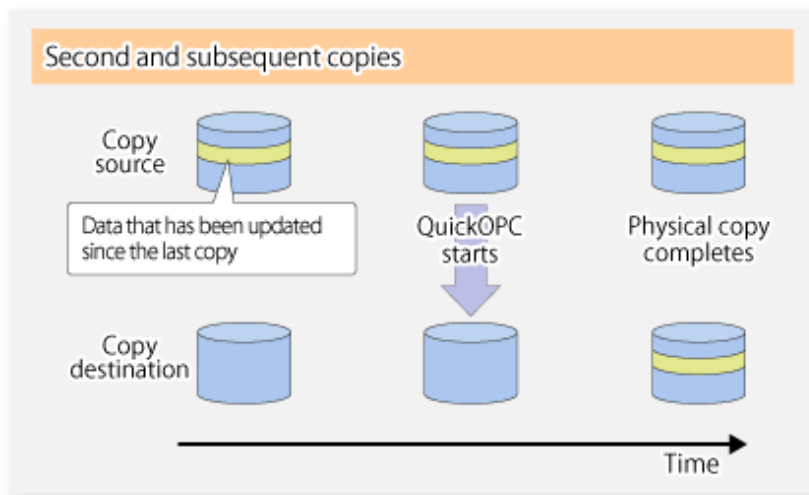 Second and subsequent copies
Copy
source
Data that has been updated
since the last copy
QuickOPC
starts
Physical copy
completes
Copy
destination
Time